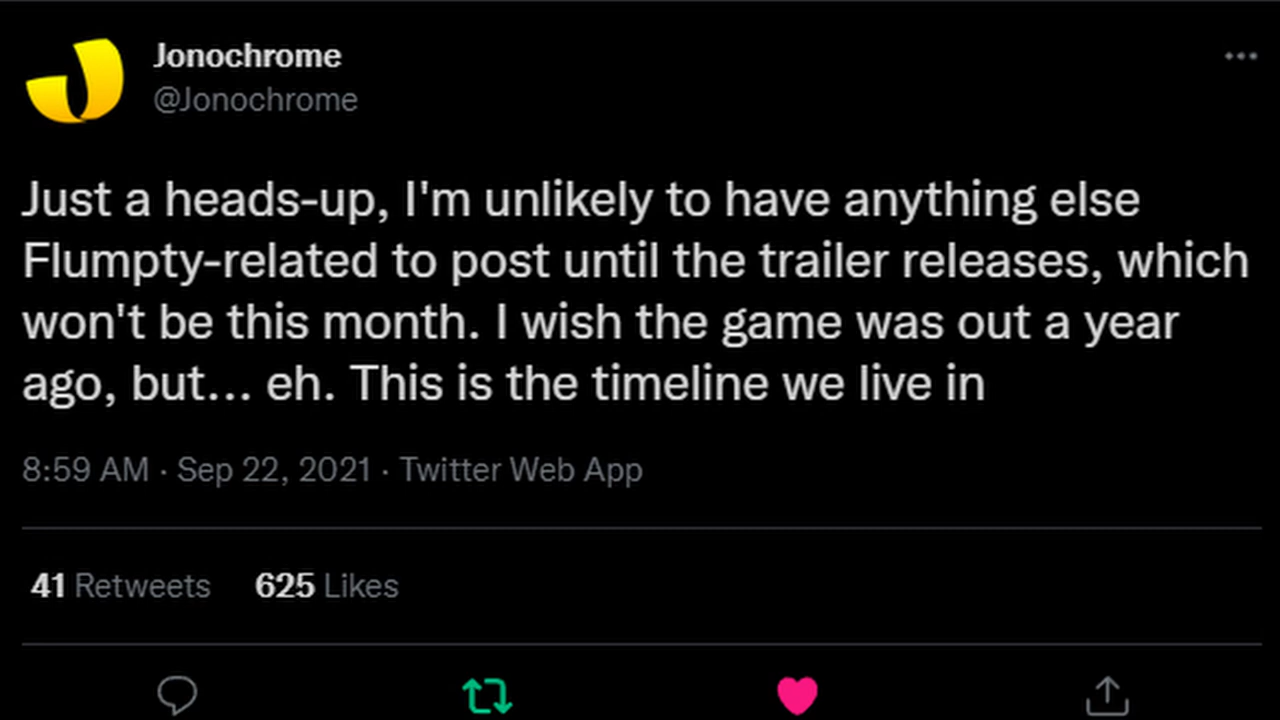 Jonochrome
@Jonochrome
Just a heads-up, I'm unlikely to have anything else
Flumpty-related to post until the trailer releases, which
won't be this month. I wish the game was out a year
ago, but... eh. This is the timeline we live in
8:59 AM · Sep 22, 2021 · Twitter Web App
41 Retweets 625 Likes